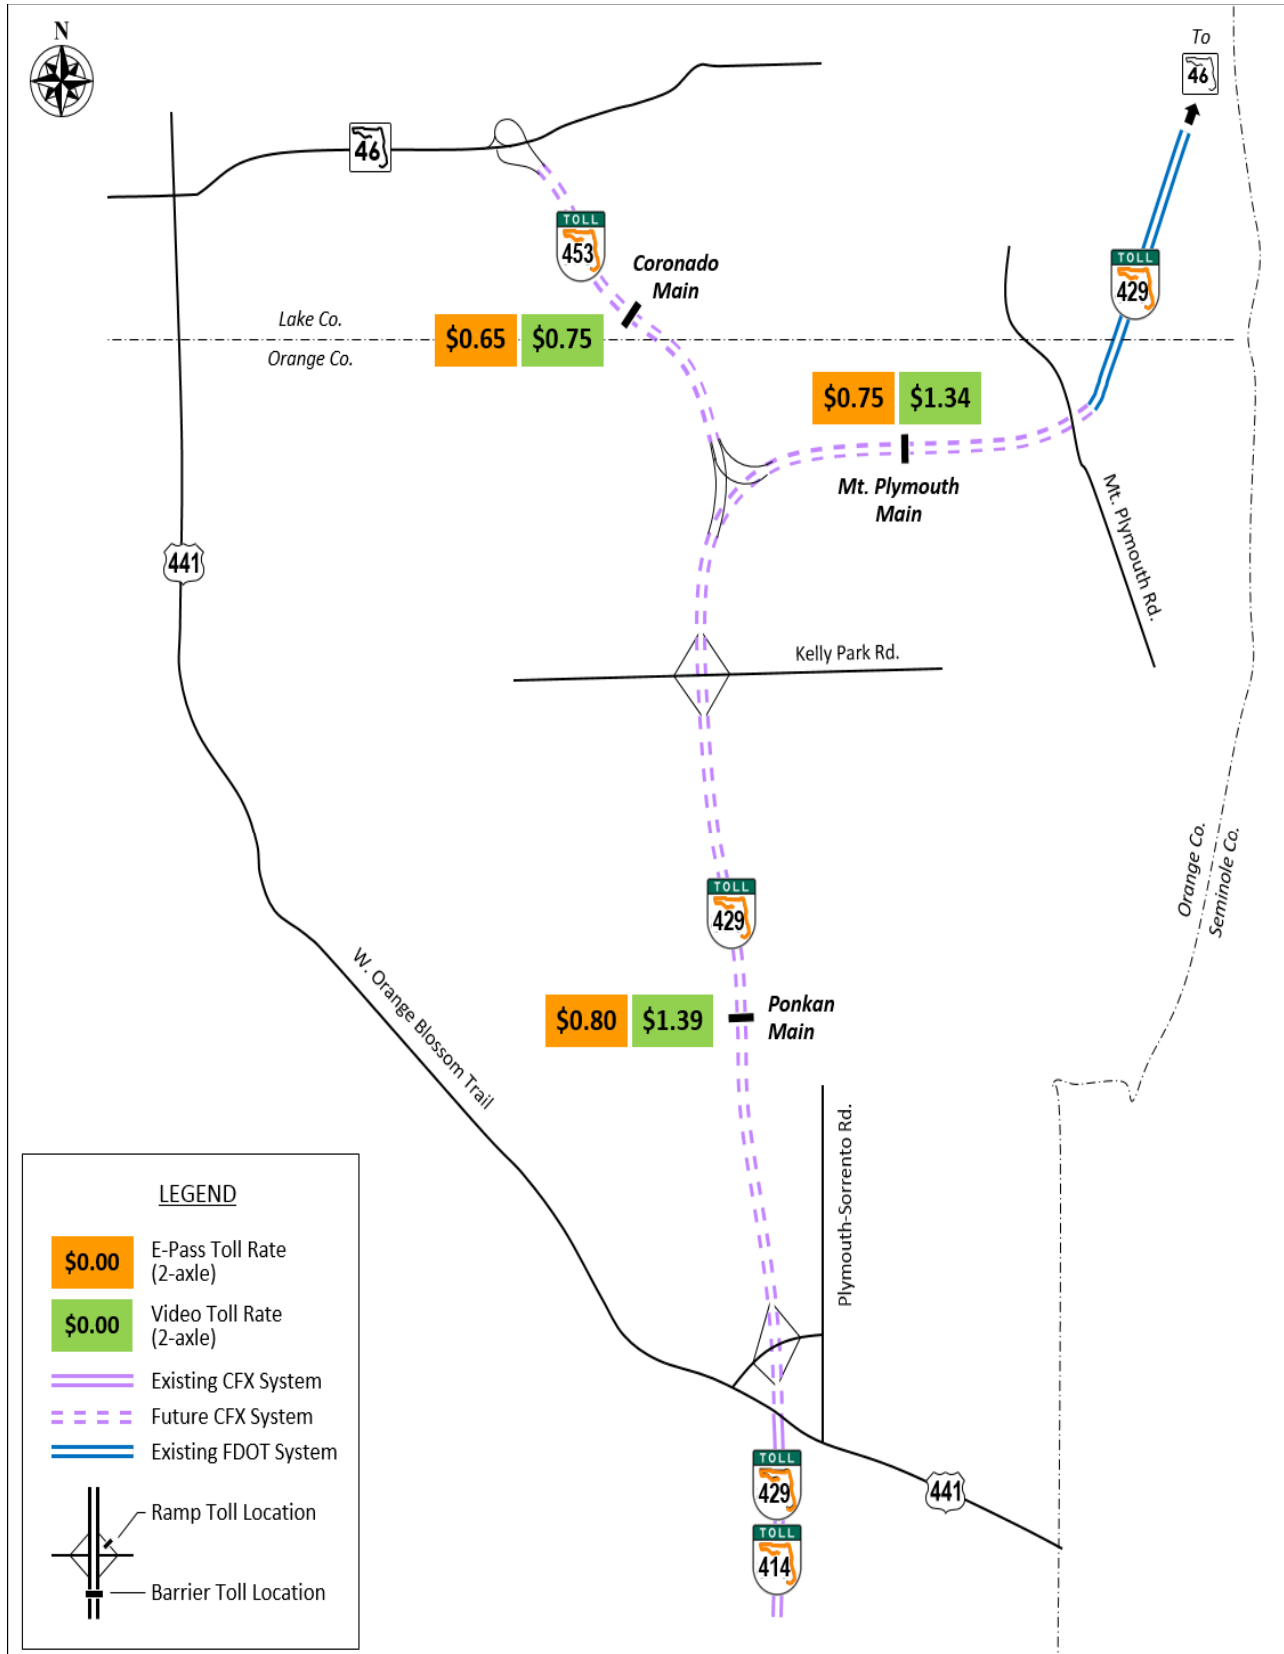 N
To
46
46
TOLL
453
Coronado
Main
TOLL
429
Lake Co.
Orange Co.
$0.65
$0.75
$0.75
$1.34
Mt. Plymouth
Main
Mt. Plymouth Rd.
441
Kelly Park Rd.
Orange Co.
Seminole Co.
TOLL
429
W. Orange Blossom Trail
$0.80
$1.39
Ponkan
Main
Plymouth-Sorrento Rd.
TOLL
429
441
TOLL
414
LEGEND
$0.00
E-Pass Toll Rate
(2-axle)
$0.00
Video Toll Rate
(2-axle)
Existing CFX System
Future CFX System
Existing FDOT System
Ramp Toll Location
Barrier Toll Location